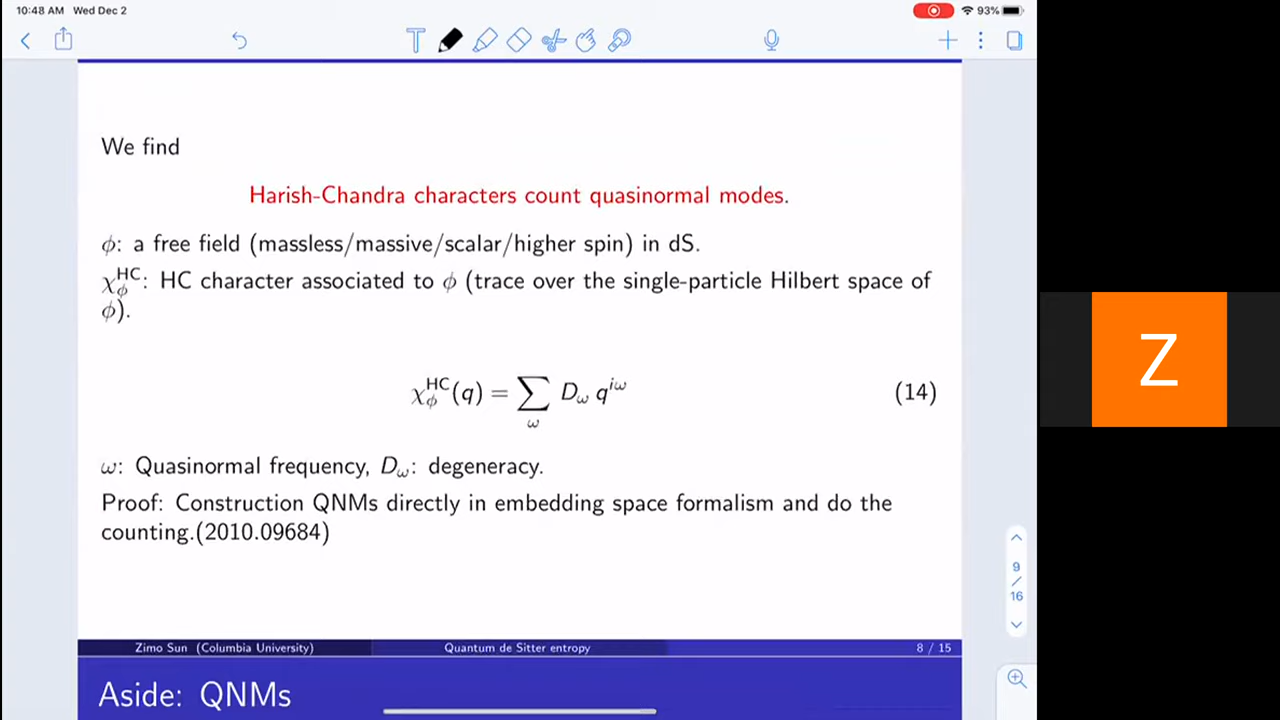 10:48 AM Wed Dec 2
93%
We find
Harish-Chandra characters count quasinormal modes.
ϕ: a free field (massless/massive/scalar/higher spin) in dS.
χ_ϕ^HC: HC character associated to ϕ (trace over the single-particle Hilbert space of
ϕ).
χ_ϕ^HC(q) = ∑_ω D_ω q^{iω} (14)
ω: Quasinormal frequency, D_ω: degeneracy.
Proof: Construction QNMs directly in embedding space formalism and do the
counting.(2010.09684)
Z
9
/
16
Zimo Sun (Columbia University) Quantum de Sitter entropy 8 / 15
Aside: QNMs